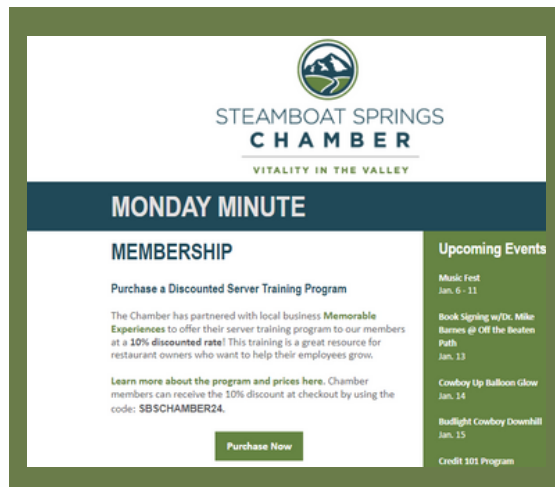 STEAMBOAT SPRINGS
CHAMBER
VITALITY IN THE VALLEY
MONDAY MINUTE
MEMBERSHIP
Purchase a Discounted Server Training Program
The Chamber has partnered with local business Memorable
Experiences to offer their server training program to our members
at a 10% discounted rate! This training is a great resource for
restaurant owners who want to help their employees grow.
Learn more about the program and prices here. Chamber
members can receive the 10% discount at checkout by using the
code: SBSCHAMBER24.
Purchase Now
Upcoming Events
Music Fest
Jan. 6 - 11
Book Signing w/Dr. Mike
Barnes @ Off the Beaten
Path
Jan. 13
Cowboy Up Balloon Glow
Jan. 14
Budlight Cowboy Downhill
Jan. 15
Credit 101 Program